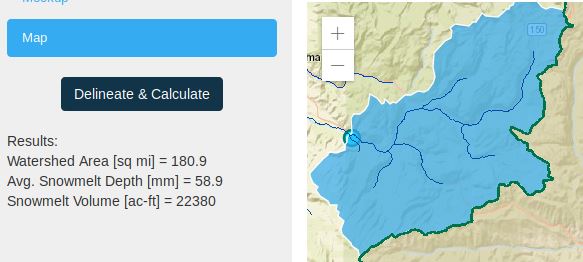 Map
Delineate & Calculate
Results:
Watershed Area [sq mi] = 180.9
Avg. Snowmelt Depth [mm] = 58.9
Snowmelt Volume [ac-ft] = 22380
+
−
ma
150